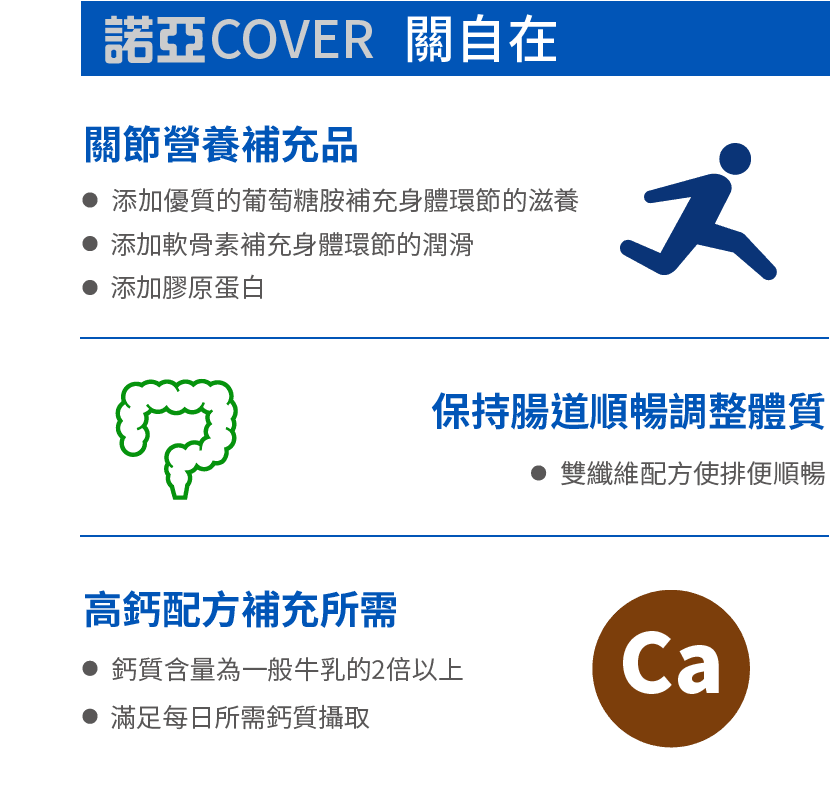 諾亞COVER 關自在
關節營養補充品
● 添加優質的葡萄糖胺補充身體環節的滋養
● 添加軟骨素補充身體環節的潤滑
● 添加膠原蛋白
保持腸道順暢調整體質
● 雙纖維配方使排便順暢
高鈣配方補充所需
● 鈣質含量為一般牛乳的2倍以上
● 滿足每日所需鈣質攝取
Ca